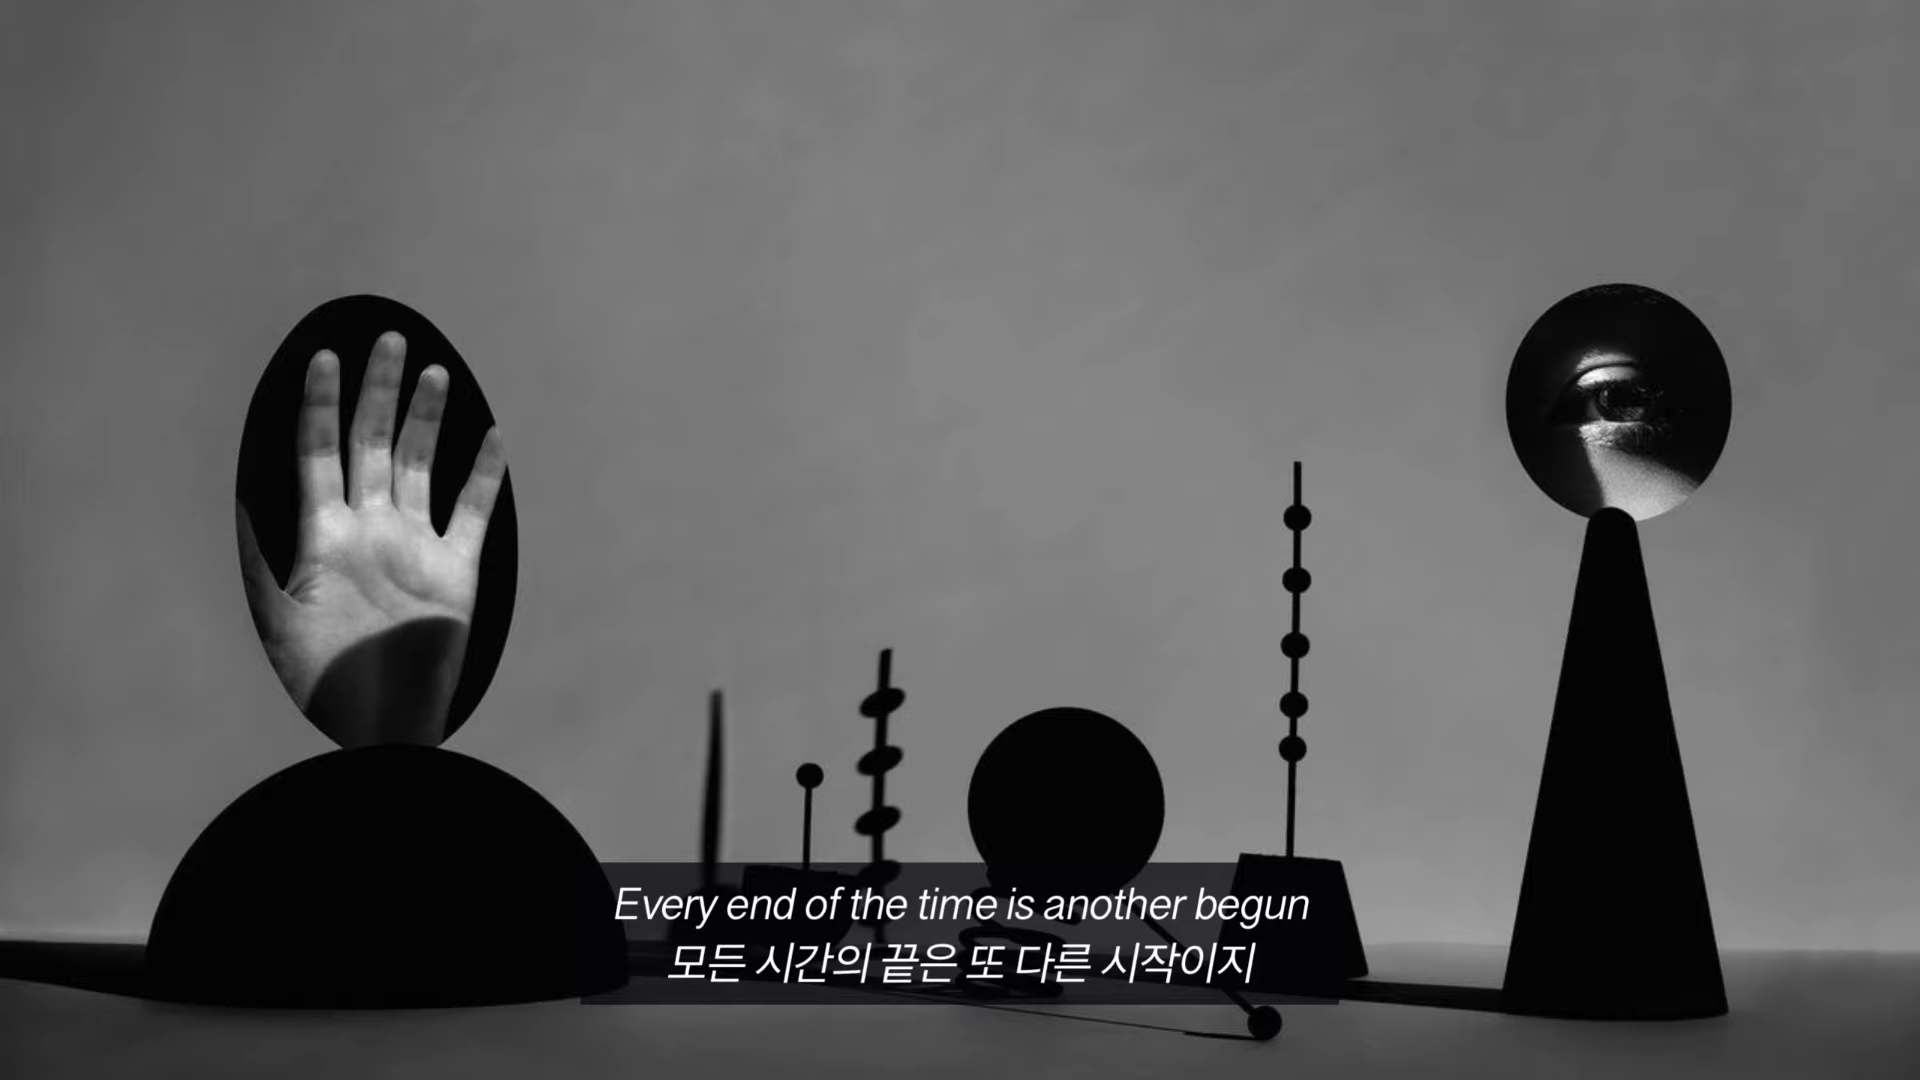 Every end of the time is another begun
모든 시간의 끝은 또 다른 시작이지